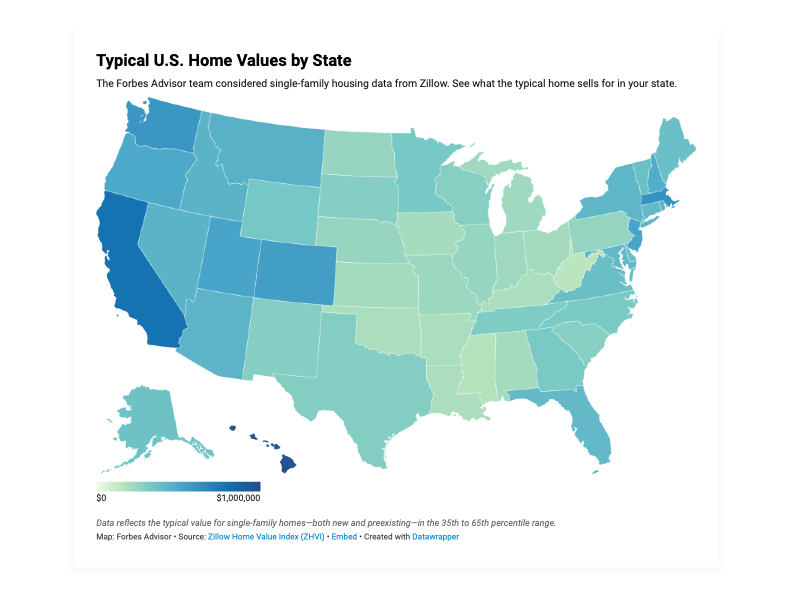 Typical U.S. Home Values by State
The Forbes Advisor team considered single-family housing data from Zillow. See what the typical home sells for in your state.
$0 $1,000,000
Data reflects the typical value for single-family homes—both new and preexisting—in the 35th to 65th percentile range.
Map: Forbes Advisor • Source: Zillow Home Value Index (ZHVI) • Embed • Created with Datawrapper